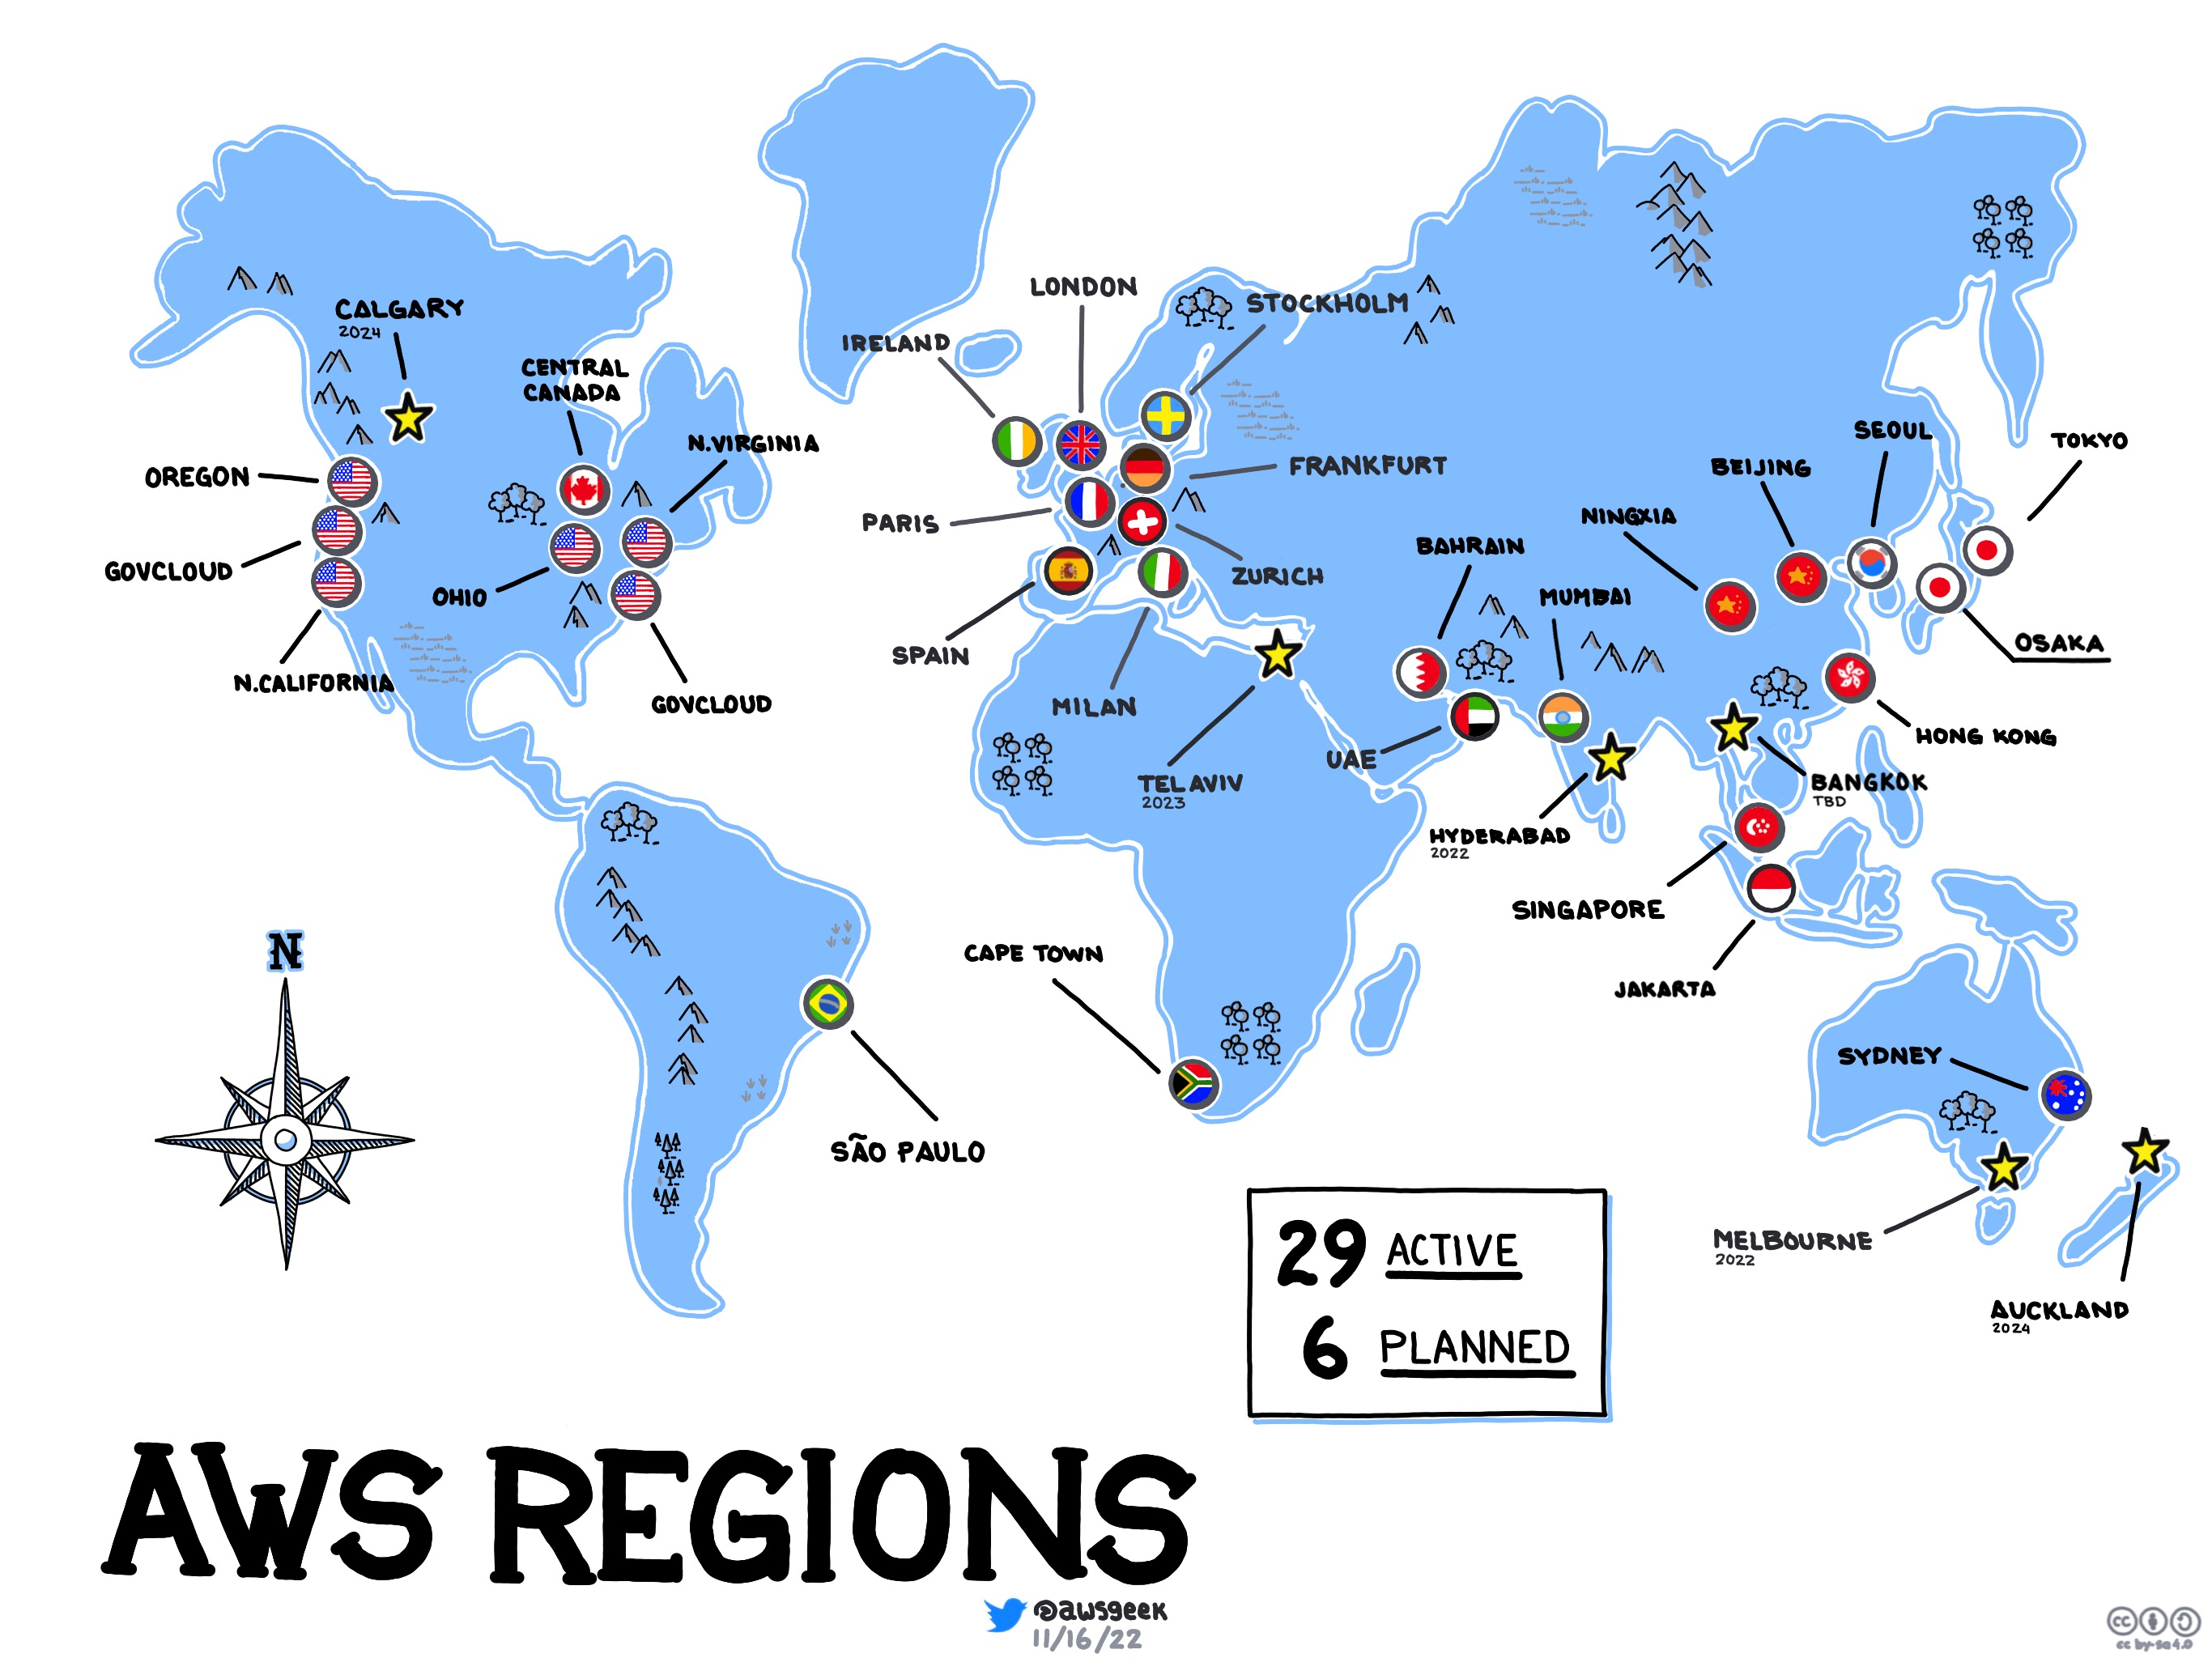 LONDON
STOCKHOLM
CALGARY
2024
IRELAND
CENTRAL
CANADA
N.VIRGINIA
SEOUL
TOKYO
OREGON
FRANKFURT
BEIJING
PARIS
NINGXIA
BAHRAIN
GOVCLOUD
OHIO
ZURICH
MUMBAI
SPAIN
OSAKA
N.CALIFORNIA
GOVCLOUD
MILAN
HONG KONG
UAE
TEL AVIV
2023
BANGKOK
TBD
HYDERABAD
2022
SINGAPORE
N
CAPE TOWN
JAKARTA
SYDNEY
SÃO PAULO
MELBOURNE
2022
AUCKLAND
2024
29 ACTIVE
6 PLANNED
AWS REGIONS
@awsgeek
11/16/22
cc
cc by-sa 4.0